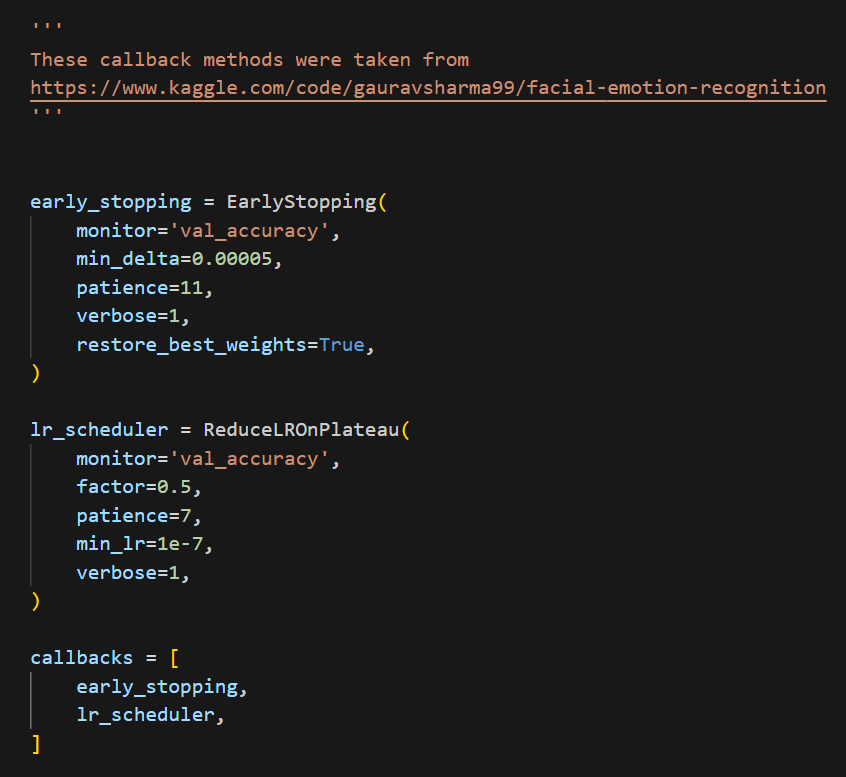 '''
These callback methods were taken from
https://www.kaggle.com/code/gauravsharma99/facial-emotion-recognition
'''
early_stopping = EarlyStopping(
    monitor='val_accuracy',
    min_delta=0.00005,
    patience=11,
    verbose=1,
    restore_best_weights=True,
)
lr_scheduler = ReduceLROnPlateau(
    monitor='val_accuracy',
    factor=0.5,
    patience=7,
    min_lr=1e-7,
    verbose=1,
)
callbacks = [
    early_stopping,
    lr_scheduler,
]